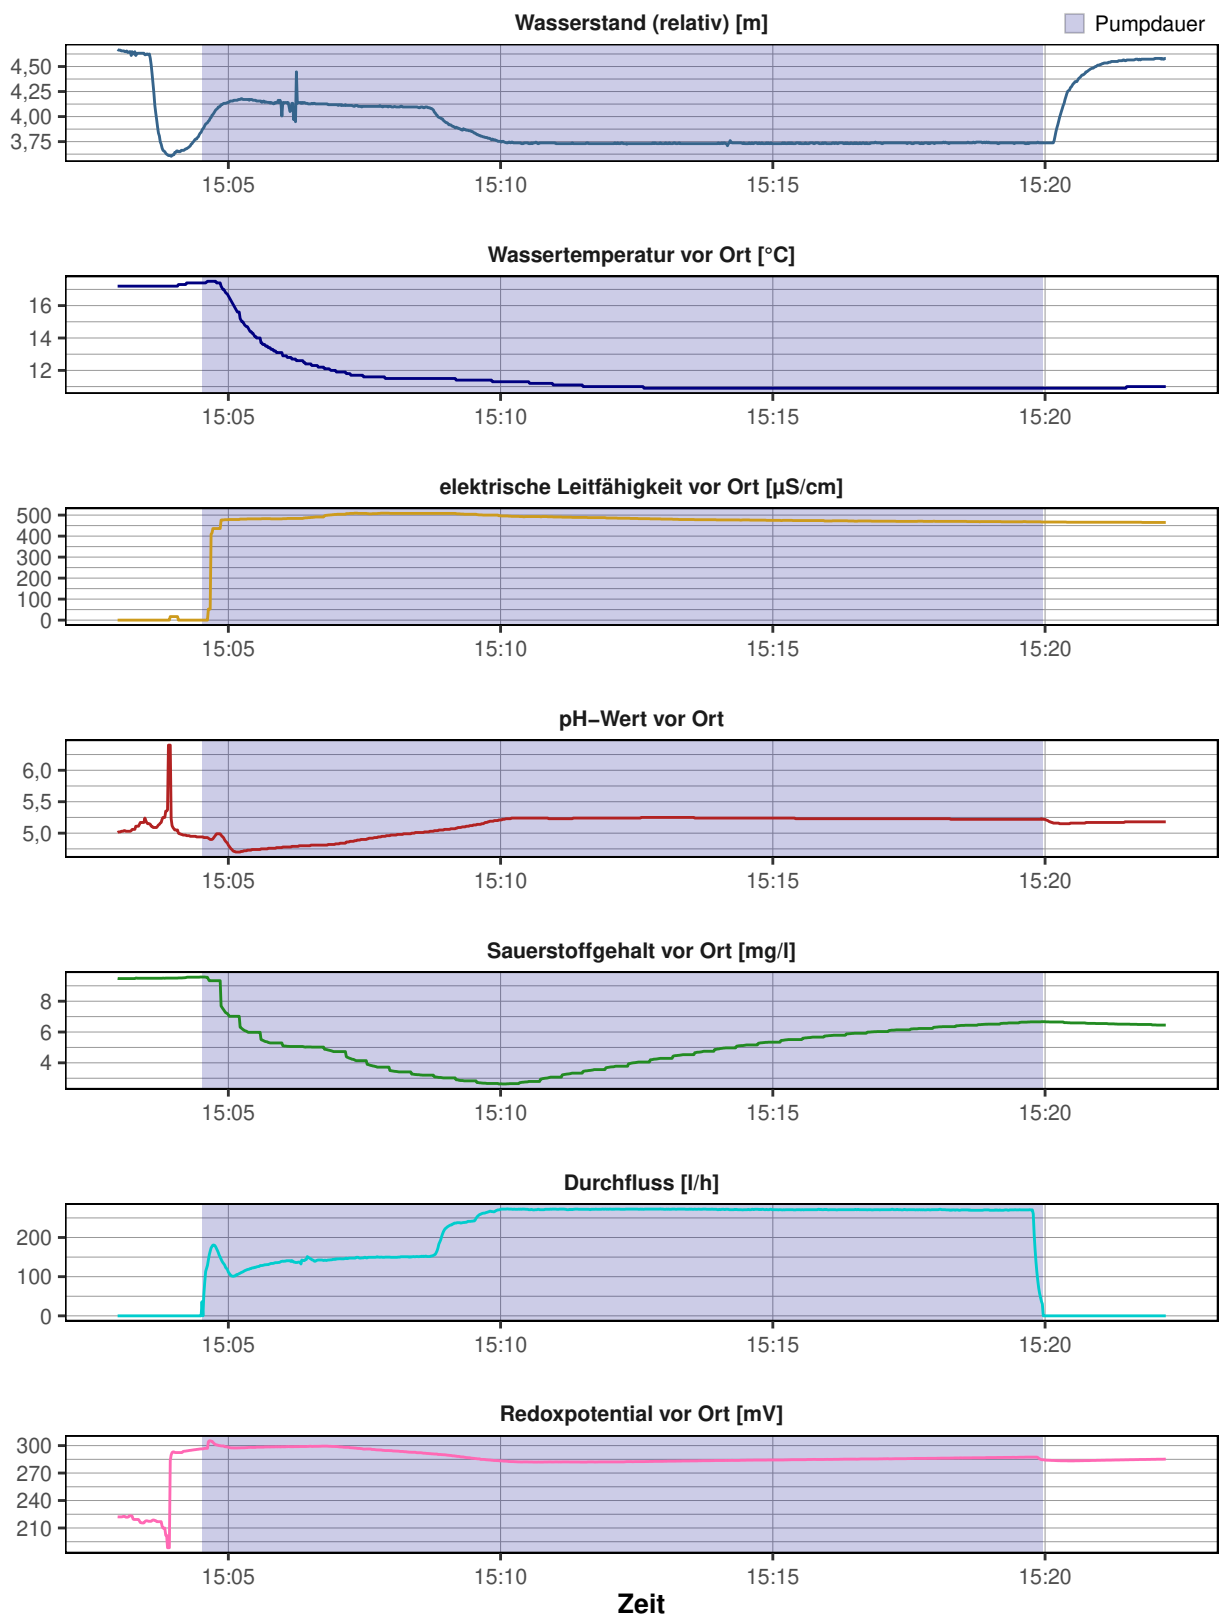 Wasserstand (relativ) [m]
Pumpdauer
4,50
4,25
4,00
3,75
15:05 15:10 15:15 15:20
Wassertemperatur vor Ort [°C]
16
14
12
15:05 15:10 15:15 15:20
elektrische Leitfähigkeit vor Ort [µS/cm]
500
400
300
200
100
0
15:05 15:10 15:15 15:20
pH−Wert vor Ort
6,0
5,5
5,0
15:05 15:10 15:15 15:20
Sauerstoffgehalt vor Ort [mg/l]
8
6
4
15:05 15:10 15:15 15:20
Durchfluss [l/h]
200
100
0
15:05 15:10 15:15 15:20
Redoxpotential vor Ort [mV]
300
270
240
210
15:05 15:10 15:15 15:20
Zeit